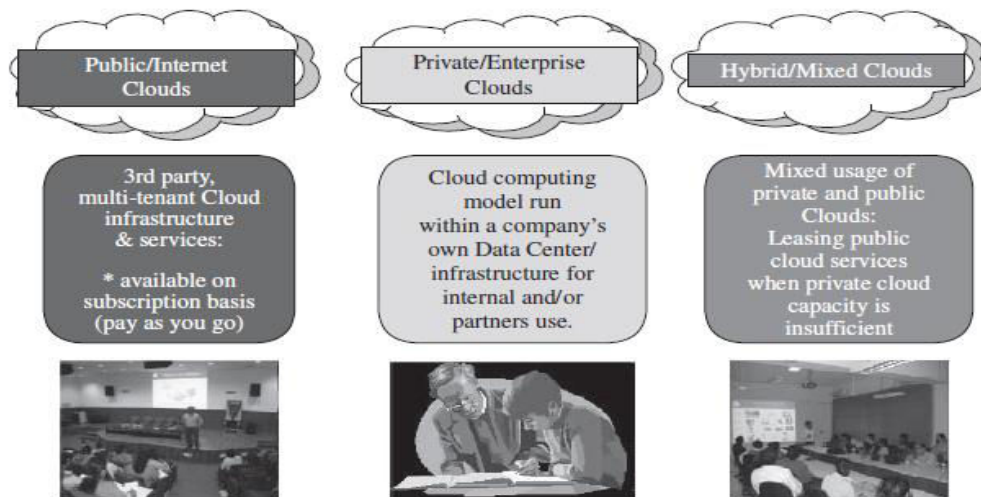 Public/Internet
Clouds
3rd party,
multi-tenant Cloud
infrastructure
& services:
* available on
subscription basis
(pay as you go)
Private/Enterprise
Clouds
Cloud computing
model run
within a company's
own Data Center/
infrastructure for
internal and/or
partners use.
Hybrid/Mixed Clouds
Mixed usage of
private and public
Clouds:
Leasing public
cloud services
when private cloud
capacity is
insufficient